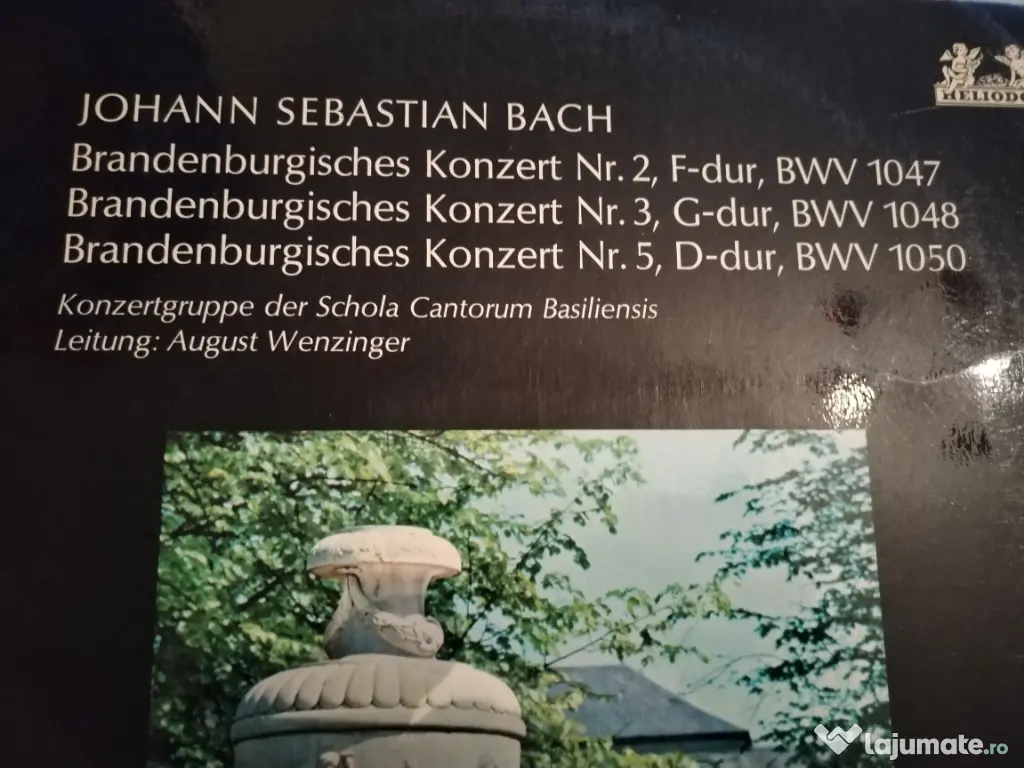 HELIODO
JOHANN SEBASTIAN BACH
Brandenburgisches Konzert Nr. 2, F-dur, BWV 1047
Brandenburgisches Konzert Nr. 3, G-dur, BWV 1048
Brandenburgisches Konzert Nr. 5, D-dur, BWV 1050
Konzertgruppe der Schola Cantorum Basiliensis
Leitung: August Wenzinger
lajumate.ro